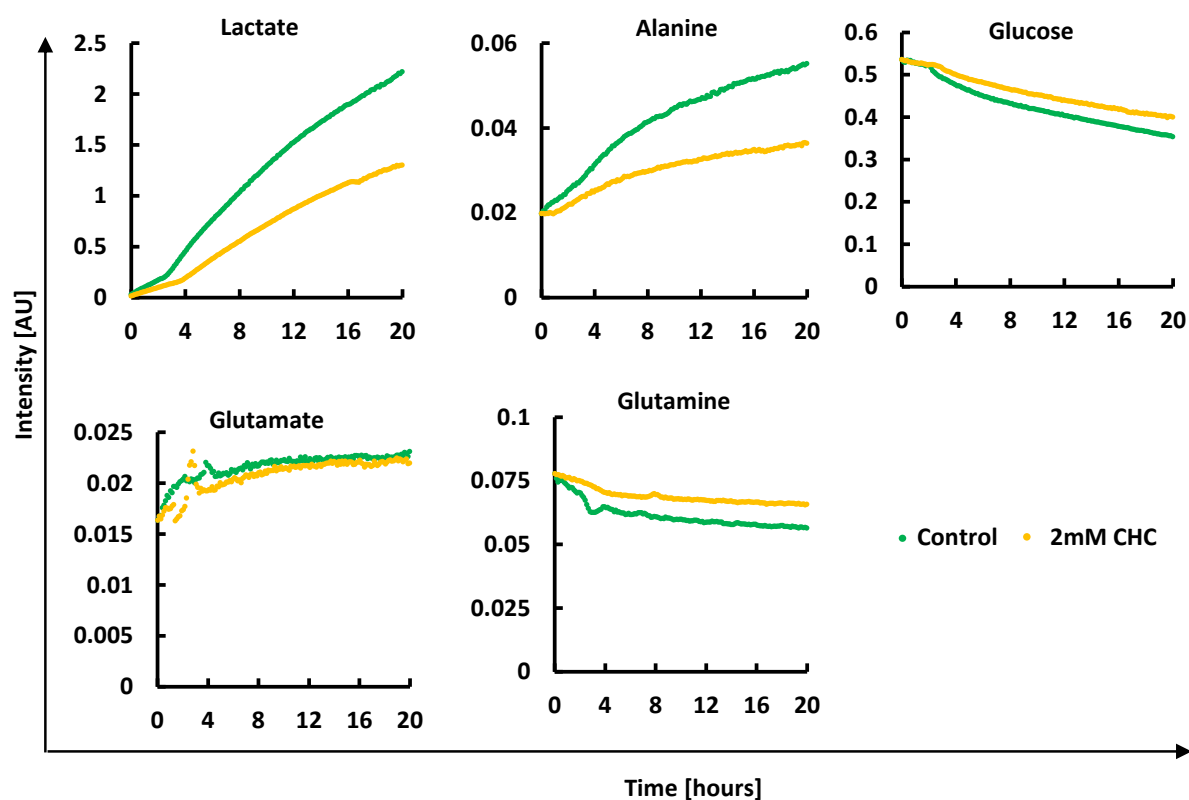 Lactate
2.5
2
1.5
1
0.5
0
0 4 8 12 16 20
Alanine
0.06
0.04
0.02
0
0 4 8 12 16 20
Glucose
0.6
0.5
0.4
0.3
0.2
0.1
0
0 4 8 12 16 20
Intensity [AU]
Glutamate
0.025
0.02
0.015
0.01
0.005
0
0 4 8 12 16 20
Glutamine
0.1
0.075
0.05
0.025
0
0 4 8 12 16 20
Control 2mM CHC
Time [hours]